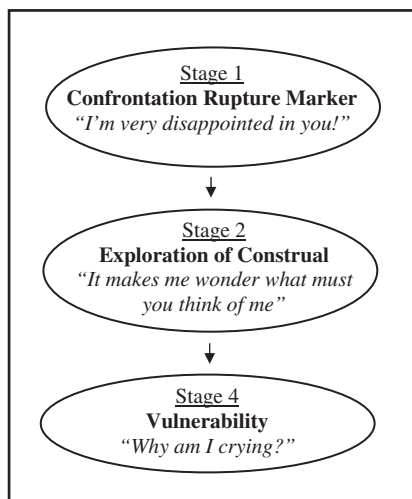 Stage 1
Confrontation Rupture Marker
“I’m very disappointed in you!”
Stage 2
Exploration of Construal
“It makes me wonder what must
you think of me”
Stage 4
Vulnerability
“Why am I crying?”